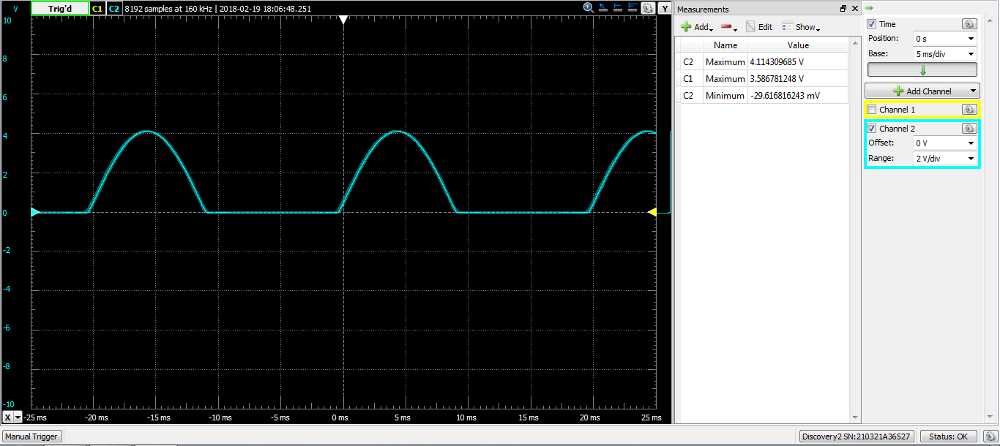 V Trig'd C1 C2 8192 samples at 160 kHz | 2018-02-19 18:06:48.251 Y
10
8
6
4
2
0
-2
-4
-6
-8
-10
X -25 ms -20 ms -15 ms -10 ms -5 ms 0 ms 5 ms 10 ms 15 ms 20 ms 25 ms
Measurements
Add Edit Show
Name Value
C2 Maximum 4.114309685 V
C1 Maximum 3.586781248 V
C2 Minimum -29.616816243 mV
Time
Position: 0 s
Base: 5 ms/div
Add Channel
Channel 1
Channel 2
Offset: 0 V
Range: 2 V/div
Manual Trigger Discovery2 SN:210321A36527 Status: OK